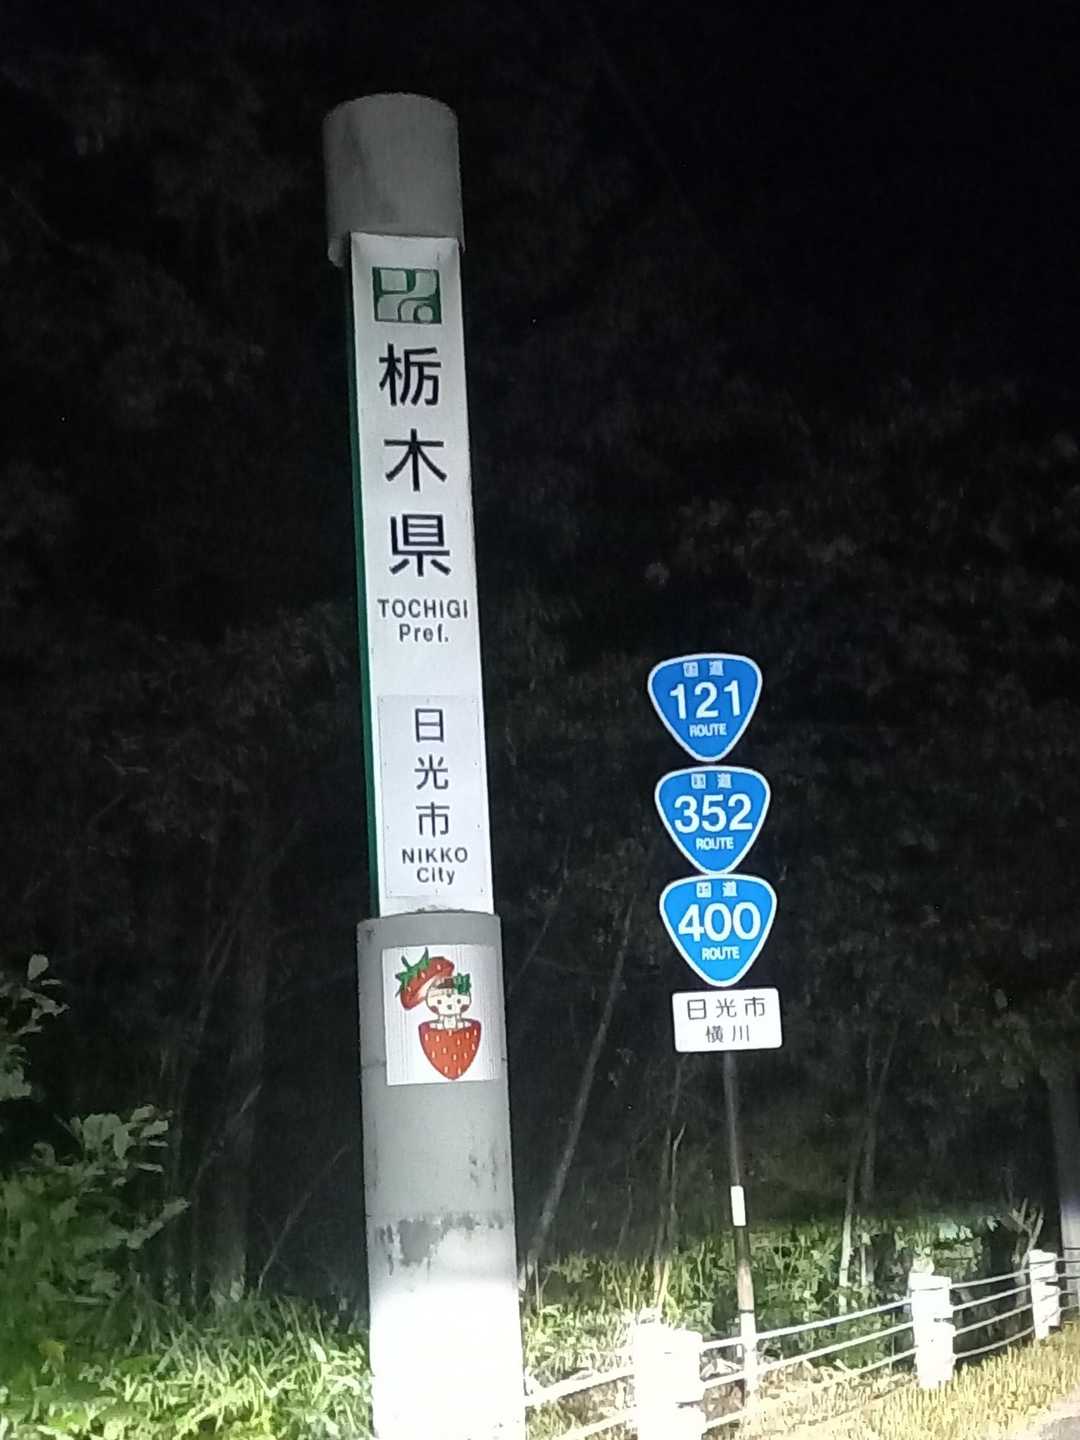 栃木県
TOCHIGI
Pref.
日光市
NIKKO
City
国道
121
ROUTE
国道
352
ROUTE
国道
400
ROUTE
日光市
横川